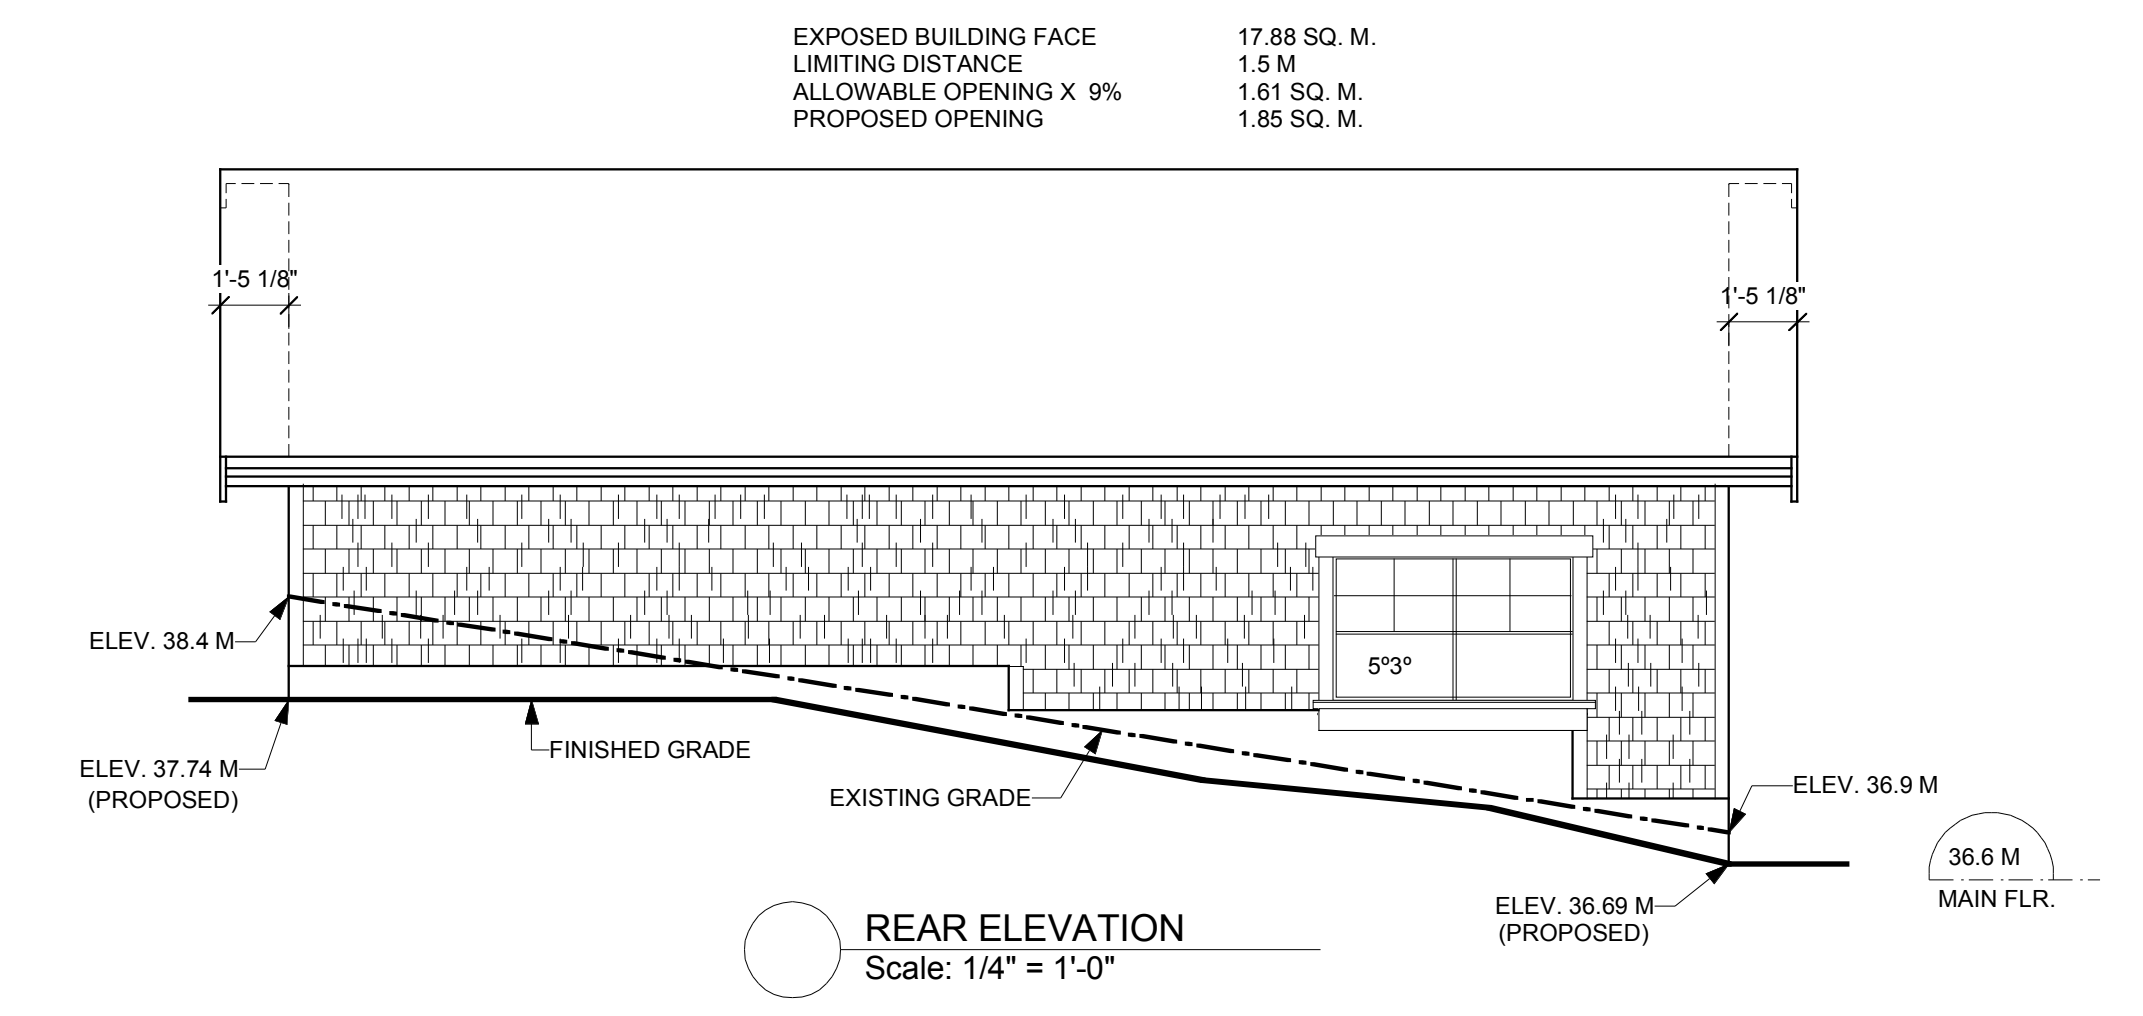 EXPOSED BUILDING FACE 17.88 SQ. M.
LIMITING DISTANCE 1.5 M
ALLOWABLE OPENING X 9% 1.61 SQ. M.
PROPOSED OPENING 1.85 SQ. M.
1'-5 1/8"
1'-5 1/8"
ELEV. 38.4 M
5º3º
FINISHED GRADE
ELEV. 37.74 M
(PROPOSED)
EXISTING GRADE
ELEV. 36.9 M
36.6 M
MAIN FLR.
ELEV. 36.69 M
(PROPOSED)
REAR ELEVATION
Scale: 1/4" = 1'-0"